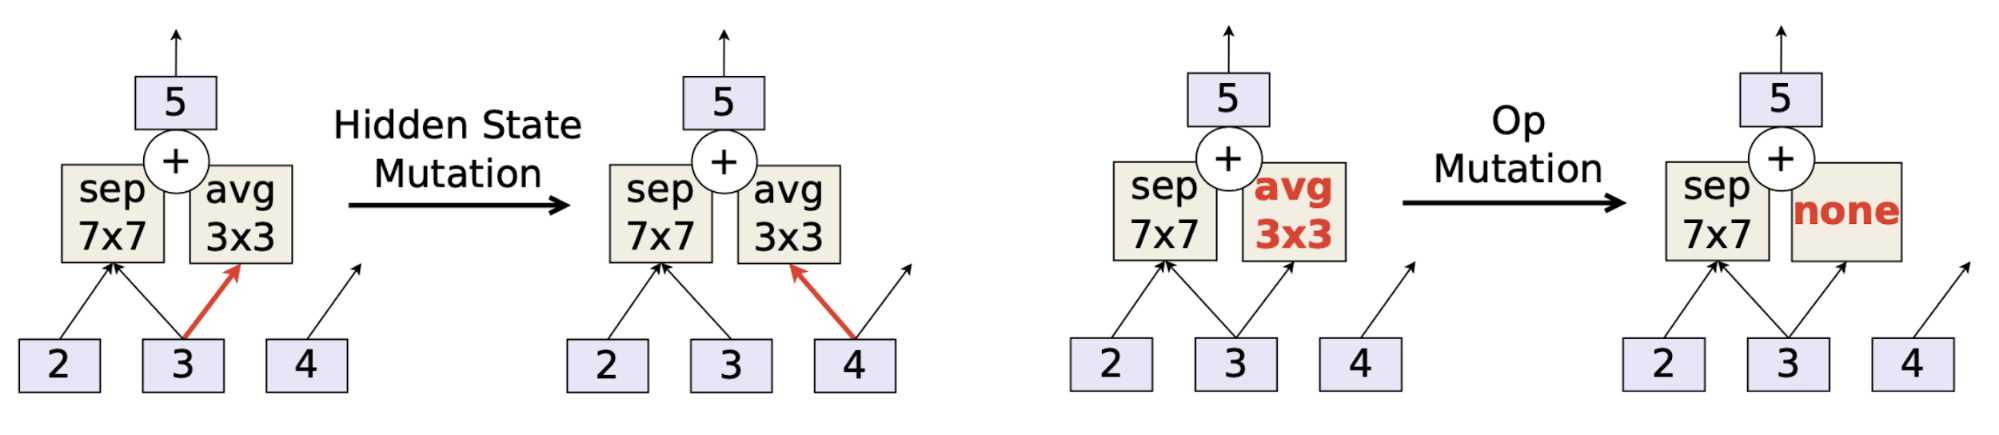 5
+
sep
7x7
avg
3x3
2
3
4
Hidden State
Mutation
5
+
sep
7x7
avg
3x3
2
3
4
5
+
sep
7x7
avg
3x3
2
3
4
Op
Mutation
5
+
sep
7x7
none
2
3
4